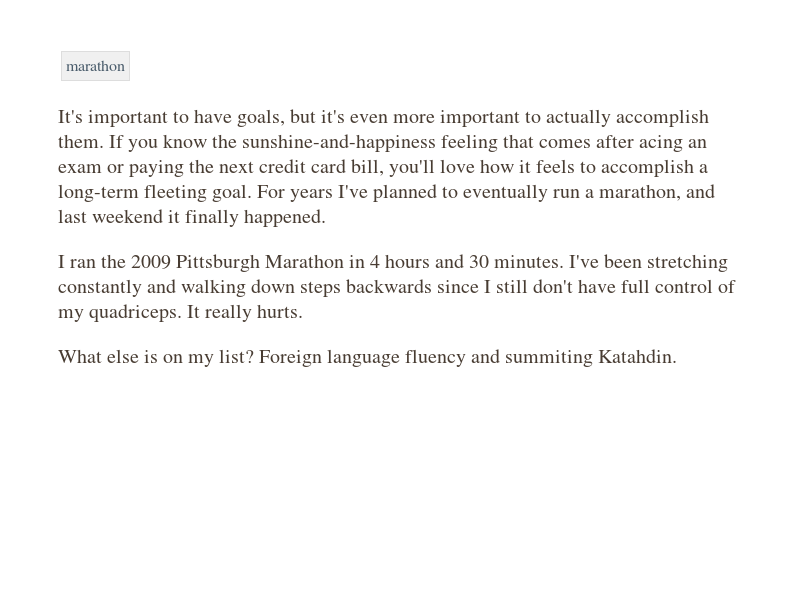 marathon
It's important to have goals, but it's even more important to actually accomplish
them. If you know the sunshine-and-happiness feeling that comes after acing an
exam or paying the next credit card bill, you'll love how it feels to accomplish a
long-term fleeting goal. For years I've planned to eventually run a marathon, and
last weekend it finally happened.
I ran the 2009 Pittsburgh Marathon in 4 hours and 30 minutes. I've been stretching
constantly and walking down steps backwards since I still don't have full control of
my quadriceps. It really hurts.
What else is on my list? Foreign language fluency and summiting Katahdin.